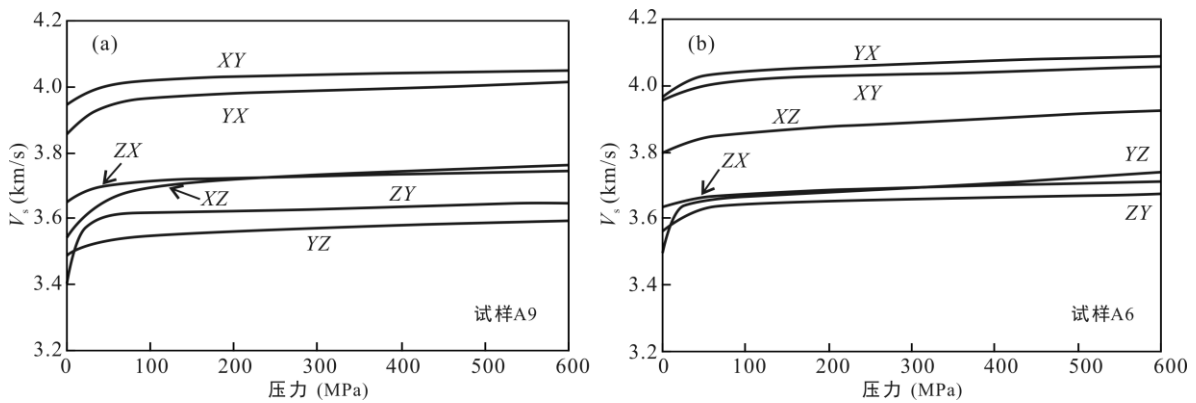 (a)
4.2
4.0
3.8
3.6
3.4
3.2
Vs (km/s)
XY
YX
ZX
XZ
ZY
YZ
试样A9
0 100 200 300 400 500 600
压力 (MPa)
(b)
4.2
4.0
3.8
3.6
3.4
3.2
Vs (km/s)
YX
XY
XZ
ZX
YZ
ZY
试样A6
0 100 200 300 400 500 600
压力 (MPa)